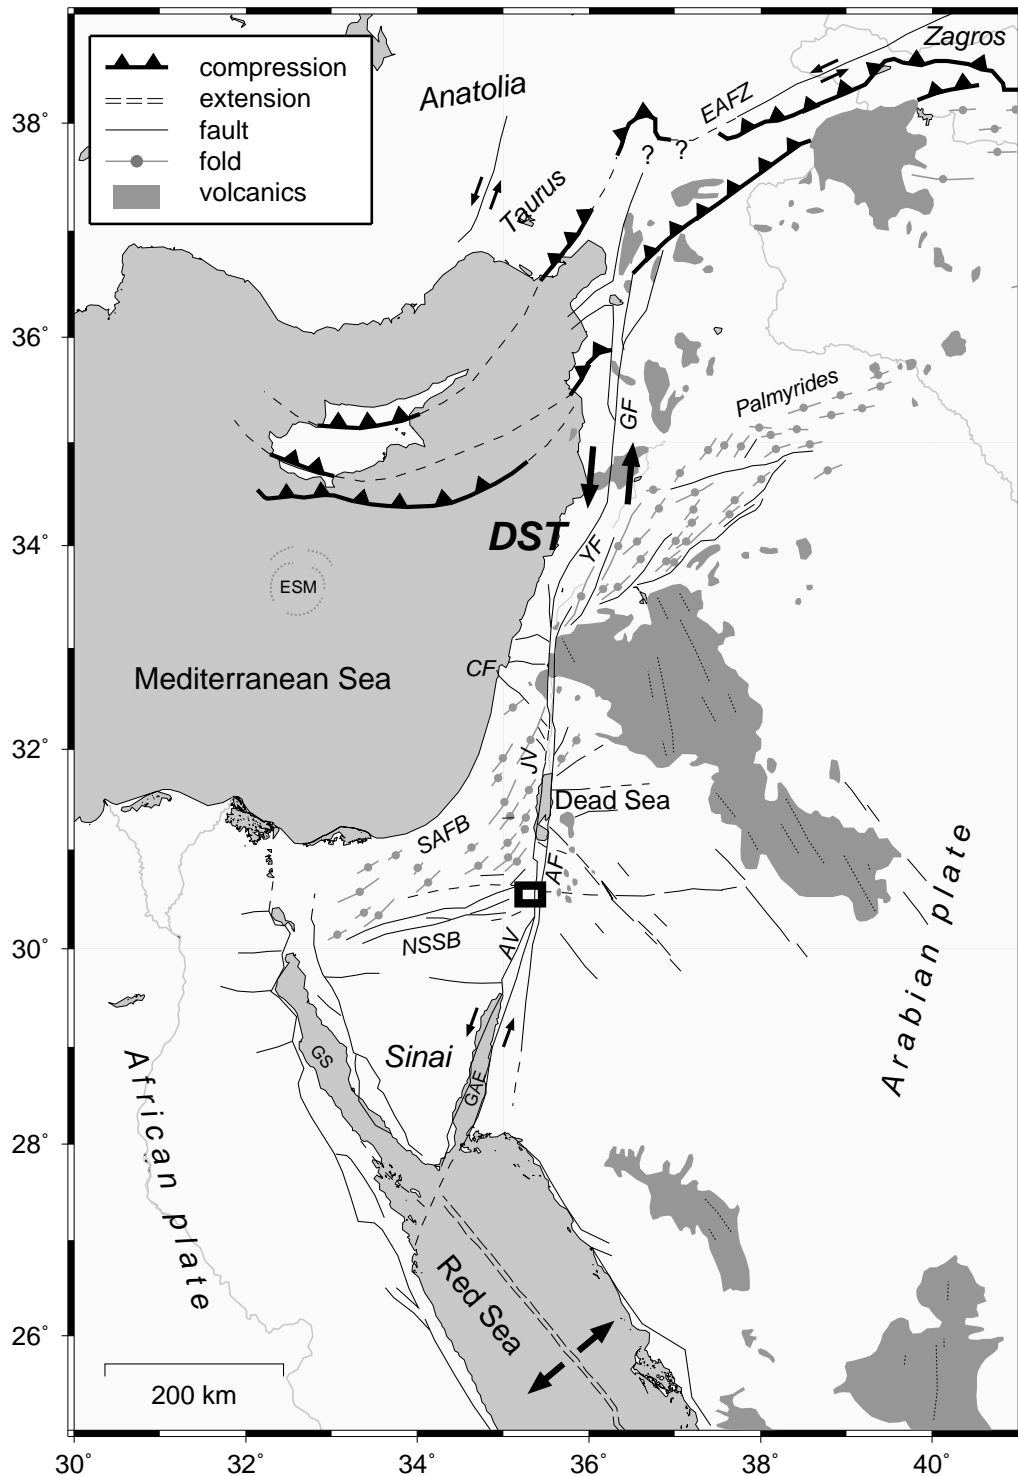 compression
extension
fault
fold
volcanics
Zagros
Anatolia
EAFZ
38°
? ?
Taurus
36°
Palmyrides
GF
DST
34°
YF
ESM
CF
Mediterranean Sea
32°
JV
Dead Sea
SAFB
AF
NSSB
AV
30°
Arabian plate
GS
Sinai
GAE
African plate
28°
Red Sea
26°
200 km
30° 32° 34° 36° 38° 40°